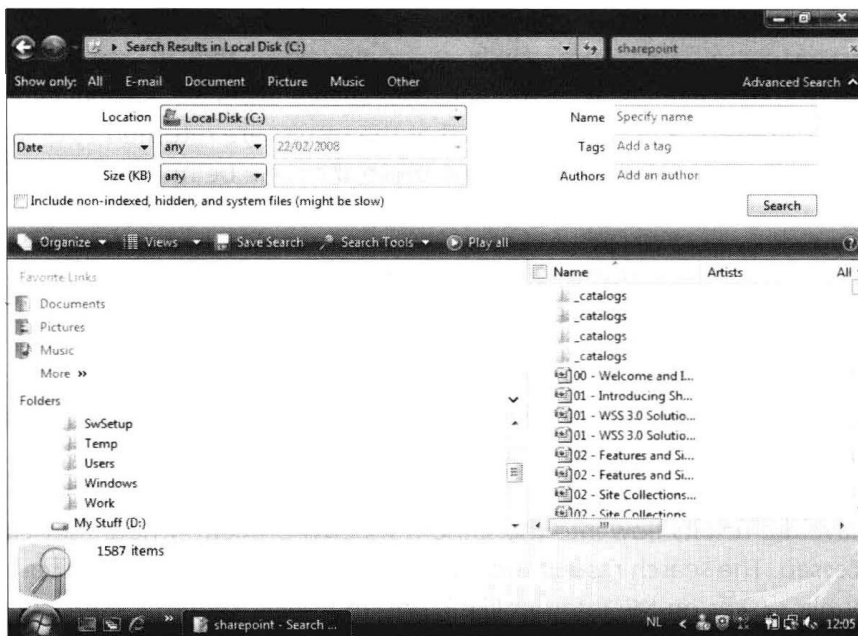 Search Results in Local Disk (C:)
sharepoint
Show only: All E-mail Document Picture Music Other
Advanced Search
Location
Local Disk (C:)
Name
Specify name
Date
any
22/02/2008
Tags
Add a tag
Size (KB)
any
Authors
Add an author
Include non-indexed, hidden, and system files (might be slow)
Search
Organize
Views
Save Search
Search Tools
Play all
Favorite Links
Documents
Pictures
Music
More »
Folders
SwSetup
Temp
Users
Windows
Work
My Stuff (D:)
Name
Artists
All
_catalogs
_catalogs
_catalogs
_catalogs
00 - Welcome and I...
01 - Introducing Sh...
01 - WSS 3.0 Solutio...
01 - WSS 3.0 Solutio...
02 - Features and Si...
02 - Features and Si...
02 - Site Collections...
02 - Site Collections
1587 items
sharepoint - Search ...
NL
12:05